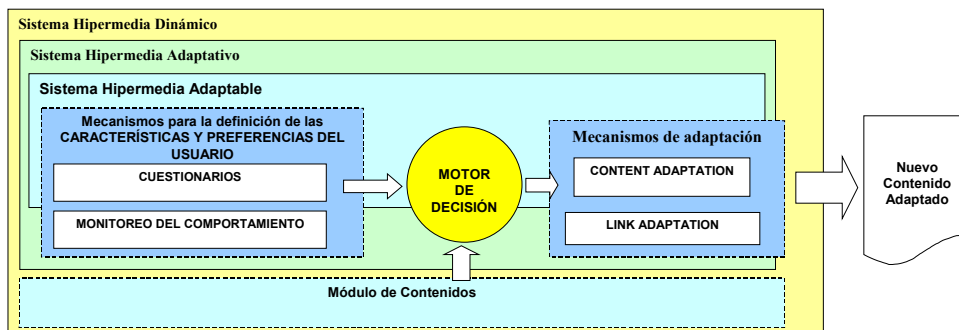 Sistema Hipermedia Dinámico
Sistema Hipermedia Adaptativo
Sistema Hipermedia Adaptable
Mecanismos para la definición de las
CARACTERÍSTICAS Y PREFERENCIAS DEL
USUARIO
CUESTIONARIOS
MONITOREO DEL COMPORTAMIENTO
MOTOR
DE
DECISIÓN
Mecanismos de adaptación
CONTENT ADAPTATION
LINK ADAPTATION
Nuevo
Contenido
Adaptado
Módulo de Contenidos